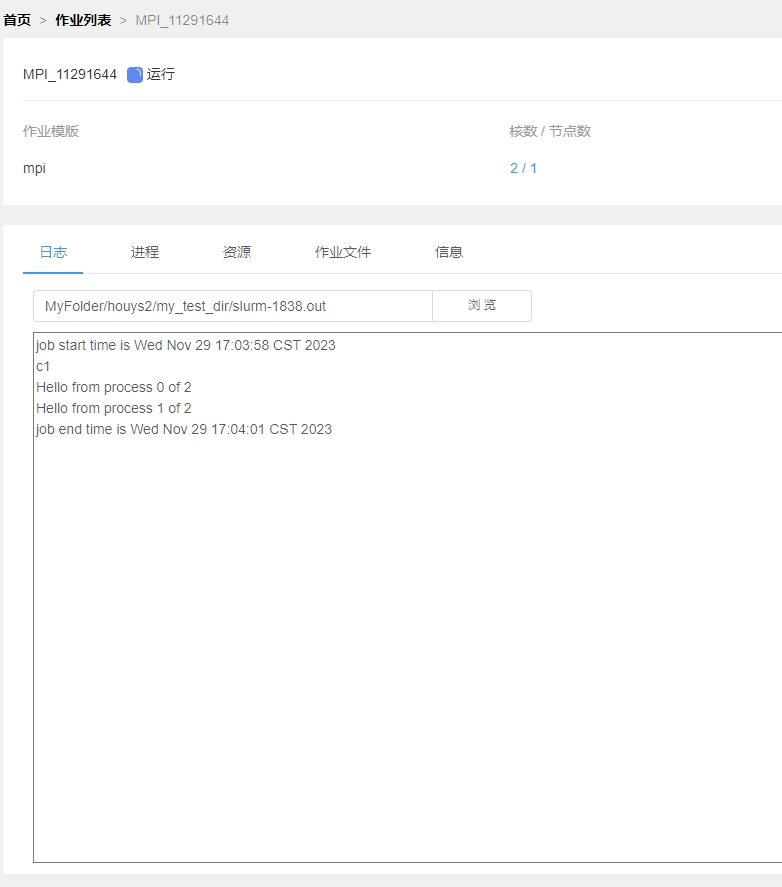 首页 > 作业列表 > MPI_11291644
MPI_11291644 运行
作业模版
核数 / 节点数
mpi
2 / 1
日志 进程 资源 作业文件 信息
MyFolder/houys2/my_test_dir/slurm-1838.out 浏 览
job start time is Wed Nov 29 17:03:58 CST 2023
c1
Hello from process 0 of 2
Hello from process 1 of 2
job end time is Wed Nov 29 17:04:01 CST 2023